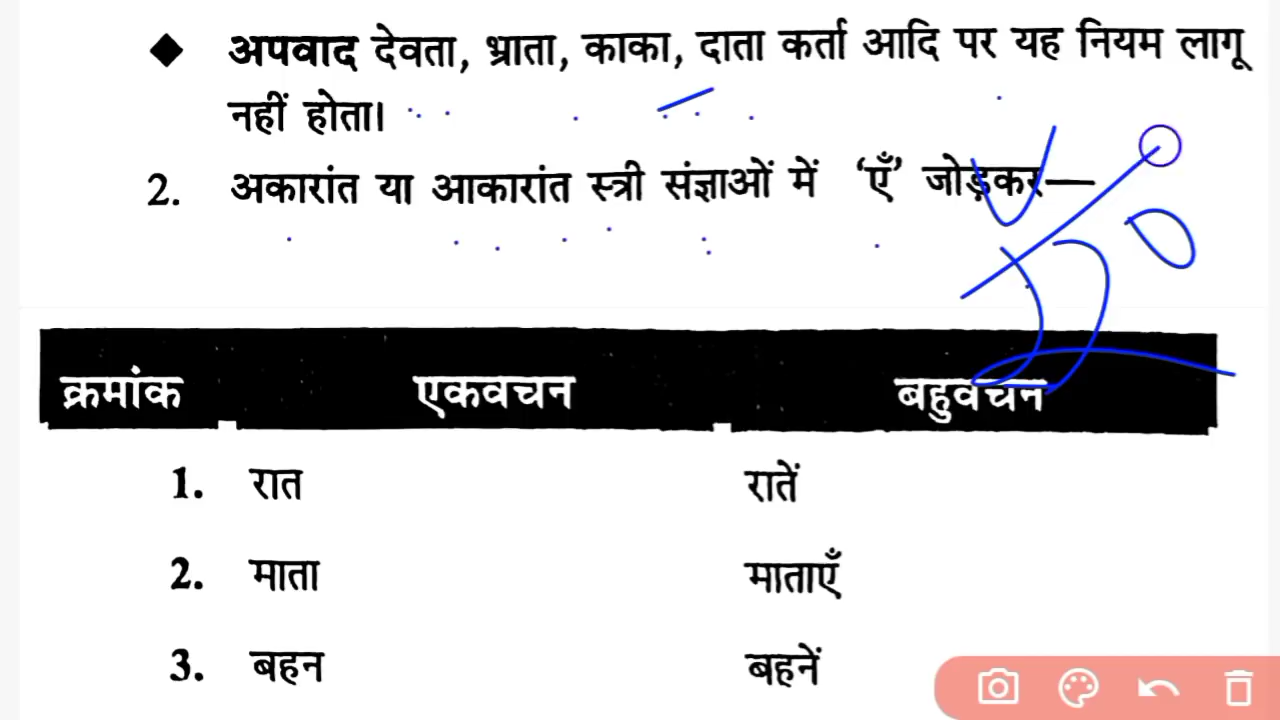 ◆ अपवाद देवता, भ्राता, काका, दाता कर्ता आदि पर यह नियम लागू
नहीं होता।
2. अकारांत या आकारांत स्त्री संज्ञाओं में ‘एँ’ जोड़कर—
क्रमांक एकवचन बहुवचन
1. रात रातें
2. माता माताएँ
3. बहन बहनें